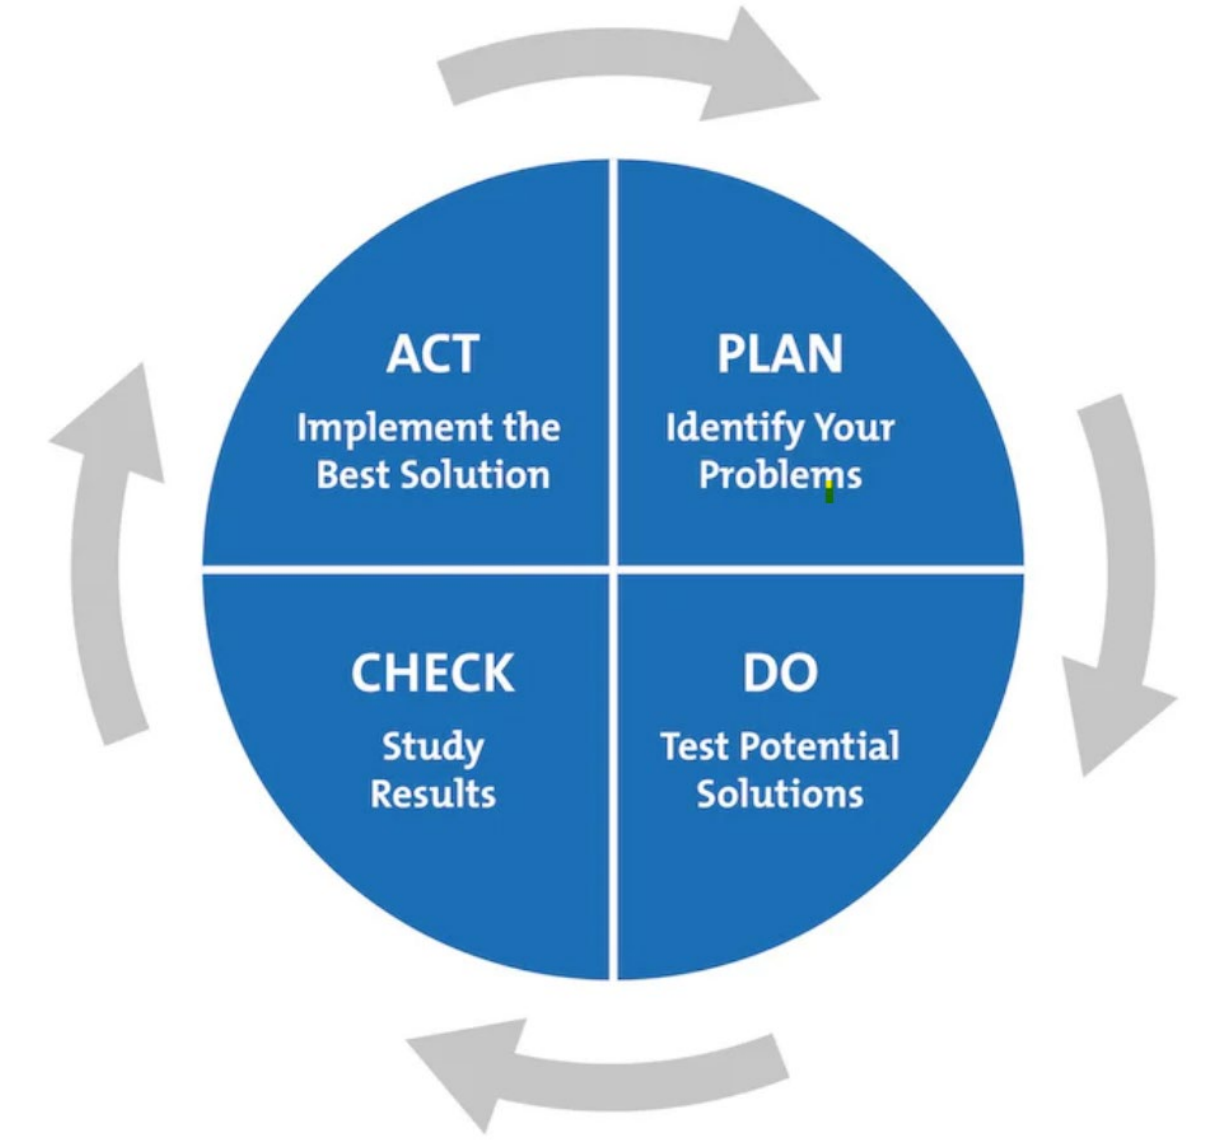 ACT
Implement the
Best Solution
PLAN
Identify Your
Problems
CHECK
Study
Results
DO
Test Potential
Solutions